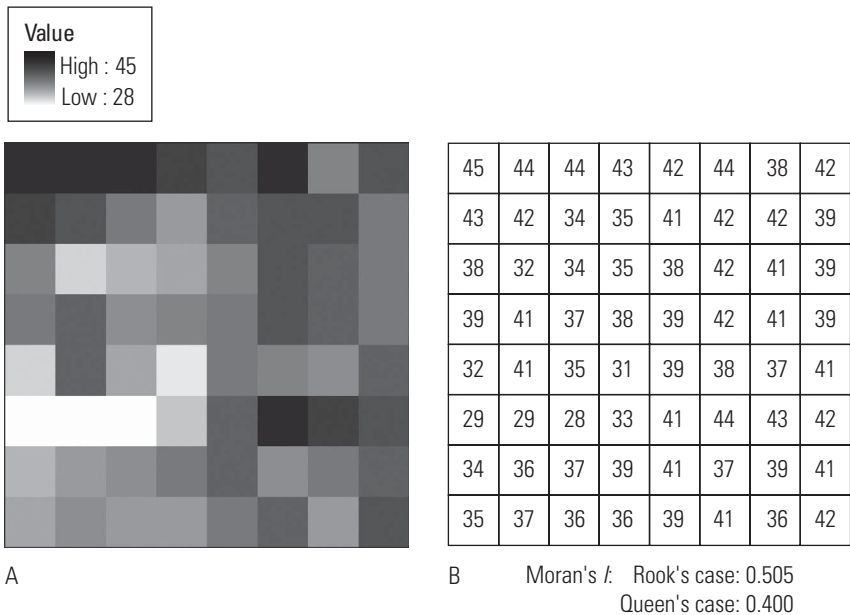 Value
High : 45
Low : 28
45 44 44 43 42 44 38 42
43 42 34 35 41 42 42 39
38 32 34 35 38 42 41 39
39 41 37 38 39 42 41 39
32 41 35 31 39 38 37 41
29 29 28 33 41 44 43 42
34 36 37 39 41 37 39 41
35 37 36 36 39 41 36 42
A
B
Moran's I: Rook's case: 0.505
Queen's case: 0.400